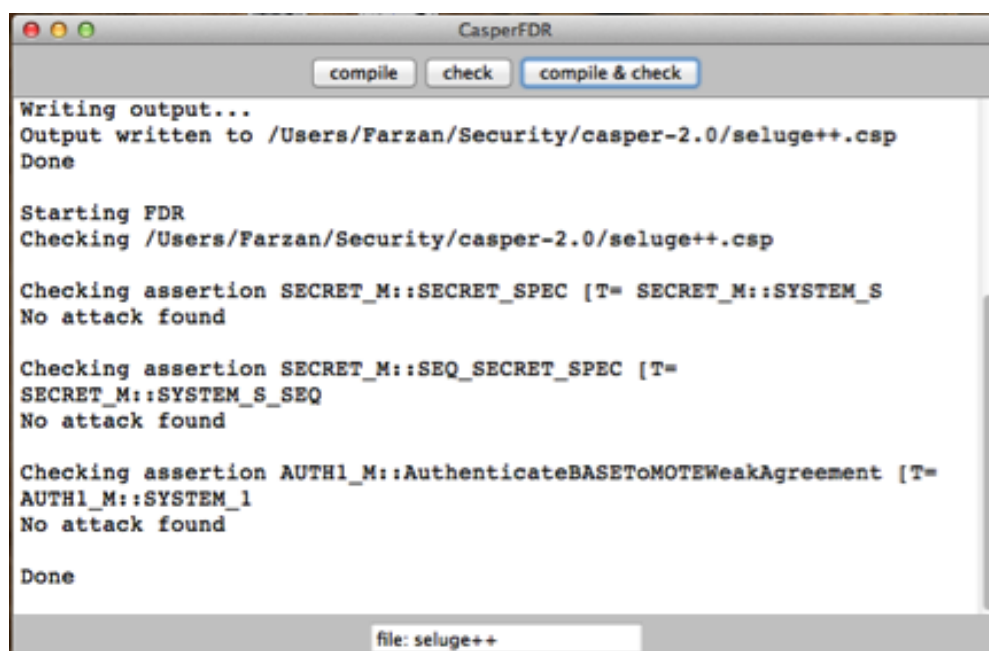 CasperFDR
compile check compile & check
Writing output...
Output written to /Users/Farzan/Security/casper-2.0/seluge++.csp
Done
Starting FDR
Checking /Users/Farzan/Security/casper-2.0/seluge++.csp
Checking assertion SECRET_M::SECRET_SPEC [T= SECRET_M::SYSTEM_S
No attack found
Checking assertion SECRET_M::SEQ_SECRET_SPEC [T=
SECRET_M::SYSTEM_S_SEQ
No attack found
Checking assertion AUTH1_M::AuthenticateBASEToMOTEWeakAgreement [T=
AUTH1_M::SYSTEM_1
No attack found
Done
file: seluge++